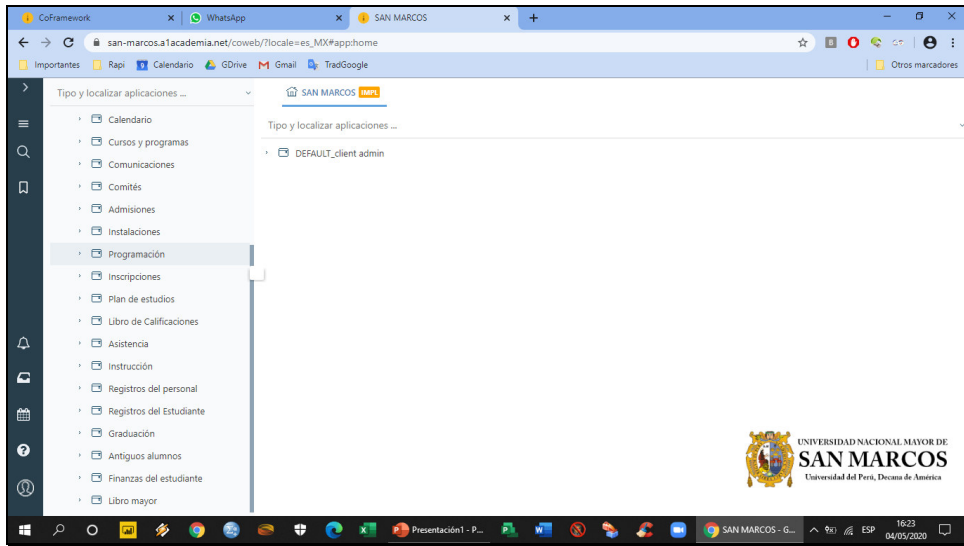 CoFramework
WhatsApp
SAN MARCOS
san-marcos.a1academia.net/coweb/?locale=es_MX#app:home
Importantes
Rapi
Calendario
GDrive
Gmail
TradGoogle
Otros marcadores
Tipo y localizar aplicaciones ...
SAN MARCOS IMPL
Tipo y localizar aplicaciones ...
DEFAULT_client admin
Calendario
Cursos y programas
Comunicaciones
Comités
Admisiones
Instalaciones
Programación
Inscripciones
Plan de estudios
Libro de Calificaciones
Asistencia
Instrucción
Registros del personal
Registros del Estudiante
Graduación
Antiguos alumnos
Finanzas del estudiante
Libro mayor
UNIVERSIDAD NACIONAL MAYOR DE
SAN MARCOS
Universidad del Perú, Decana de América
Presentación1 - P...
SAN MARCOS - G...
ESP
16:23
04/05/2020